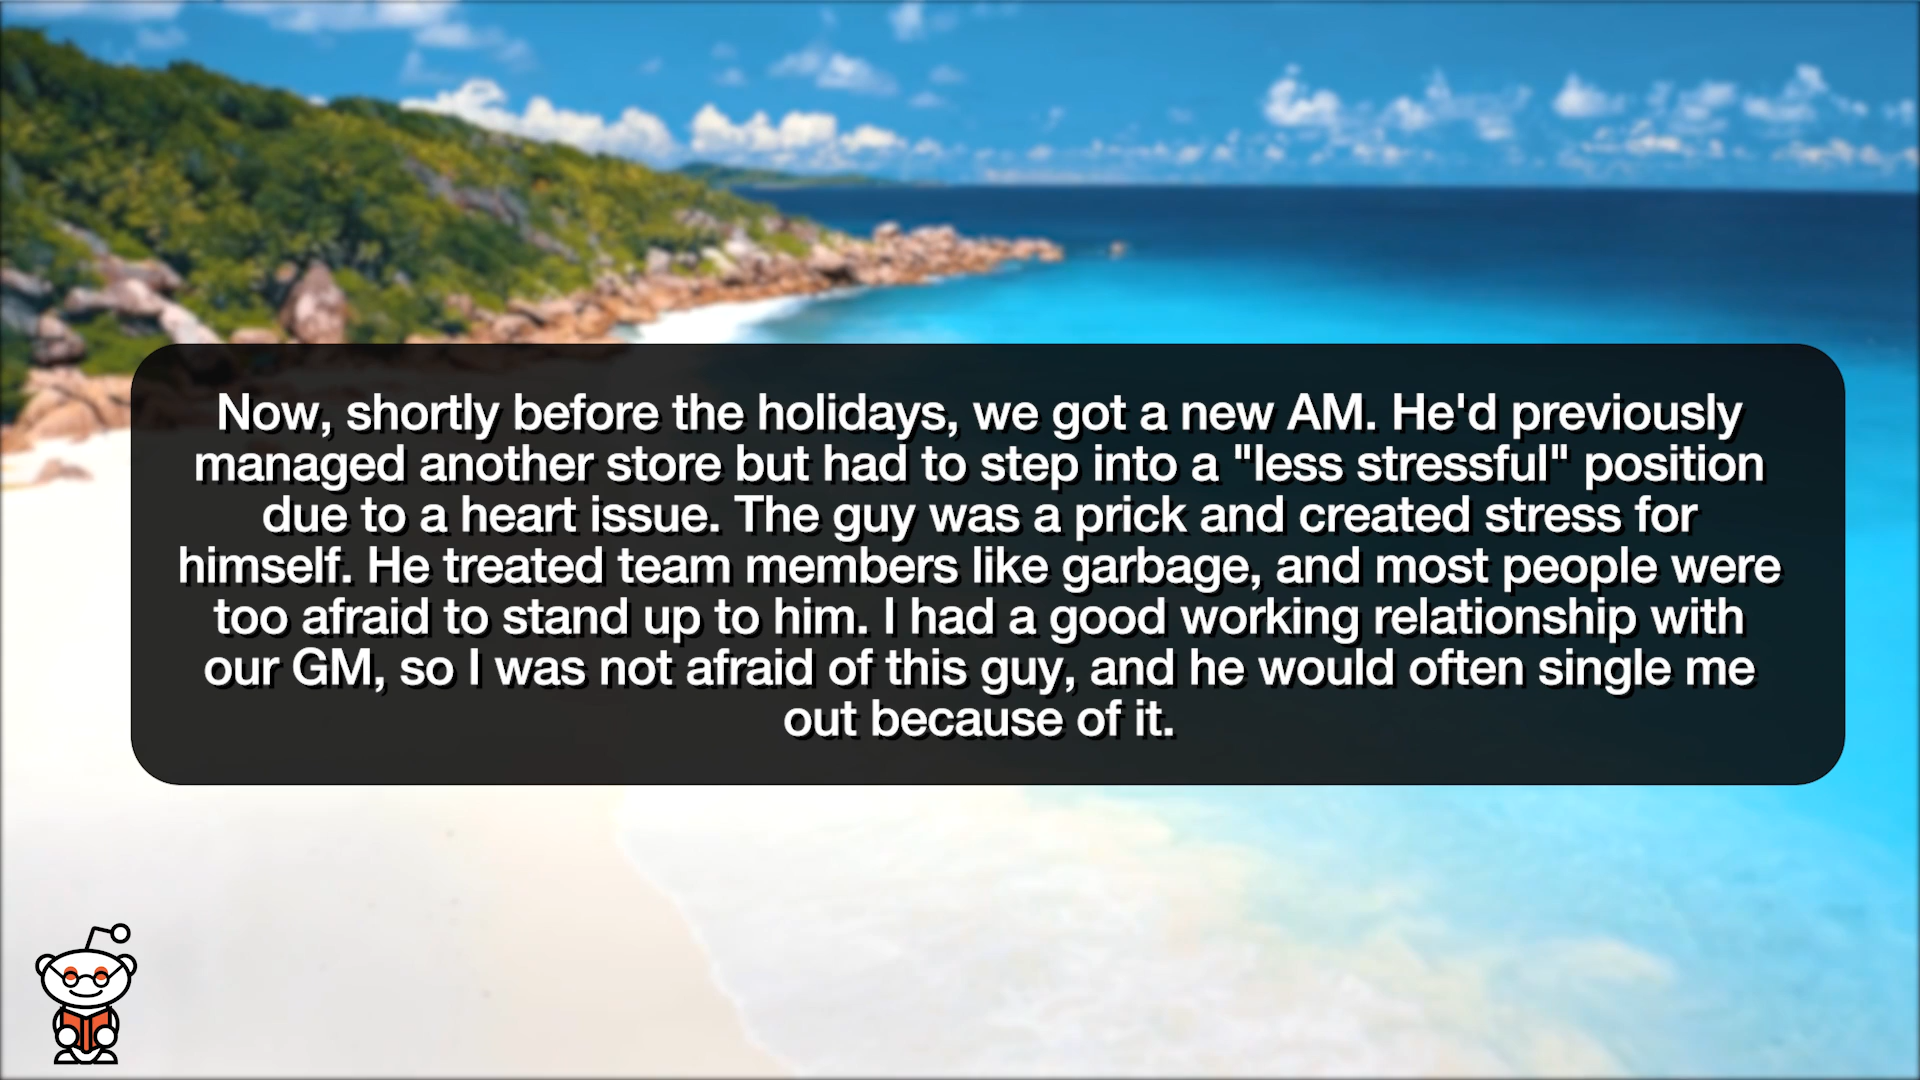 Now, shortly before the holidays, we got a new AM. He'd previously
managed another store but had to step into a "less stressful" position
due to a heart issue. The guy was a prick and created stress for
himself. He treated team members like garbage, and most people were
too afraid to stand up to him. I had a good working relationship with
our GM, so I was not afraid of this guy, and he would often single me
out because of it.